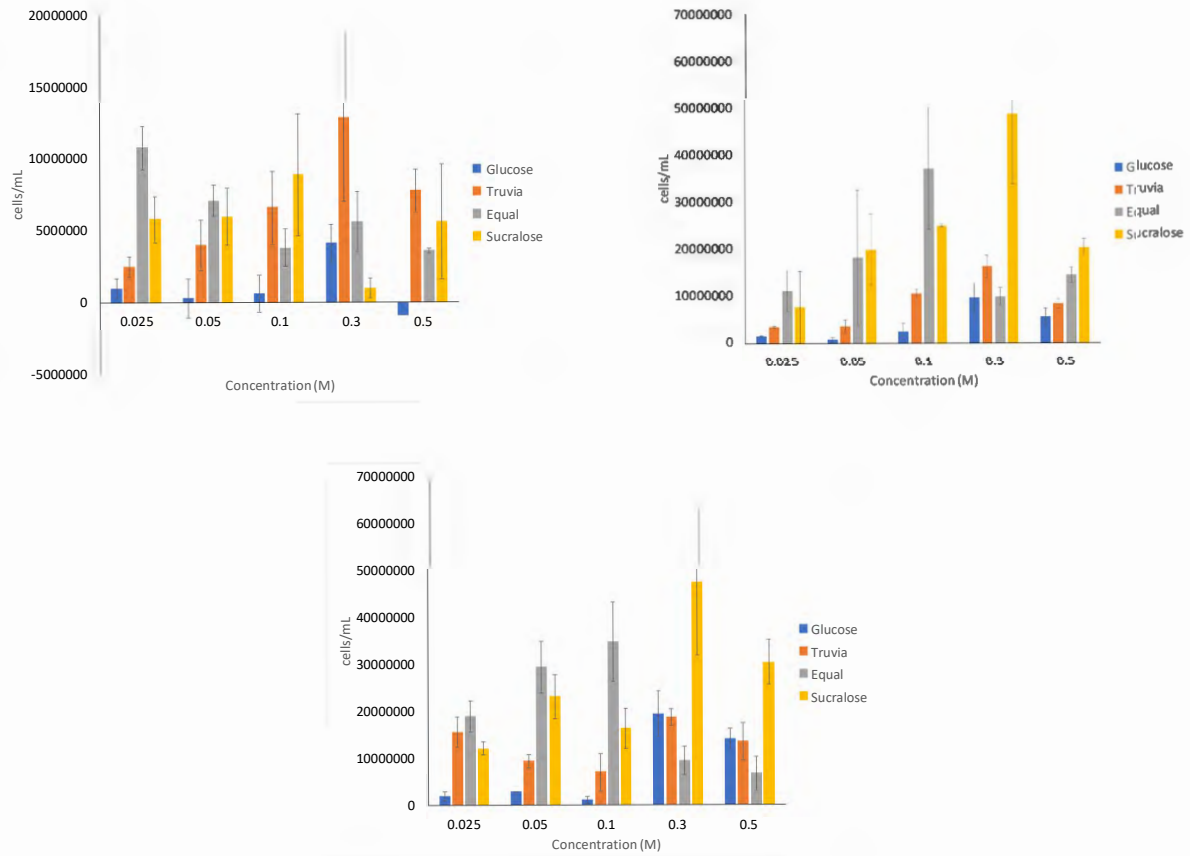 20000000
15000000
10000000
5000000
0
-5000000
cells/mL
0.025 0.05 0.1 0.3 0.5
Concentration (M)
Glucose
Truvia
Equal
Sucralose
70000000
60000000
50000000
40000000
30000000
20000000
10000000
0
cells/mL
0.025 0.05 0.1 0.3 0.5
Concentration (M)
Glucose
Truvia
Equal
Sucralose
70000000
60000000
50000000
40000000
30000000
20000000
10000000
0
cells/mL
0.025 0.05 0.1 0.3 0.5
Concentration (M)
Glucose
Truvia
Equal
Sucralose